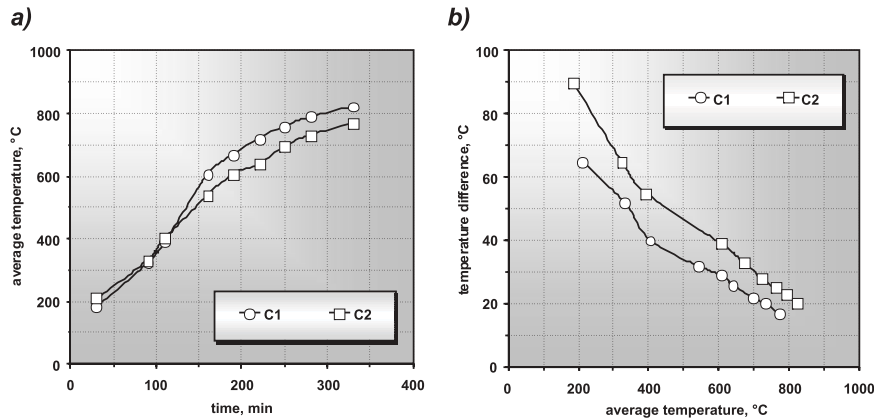 a)
average temperature, °C
1000
800
600
400
200
0
0 100 200 300 400
time, min
C1 C2
b)
temperature difference, °C
100
80
60
40
20
0
0 200 400 600 800 1000
average temperature, °C
C1 C2